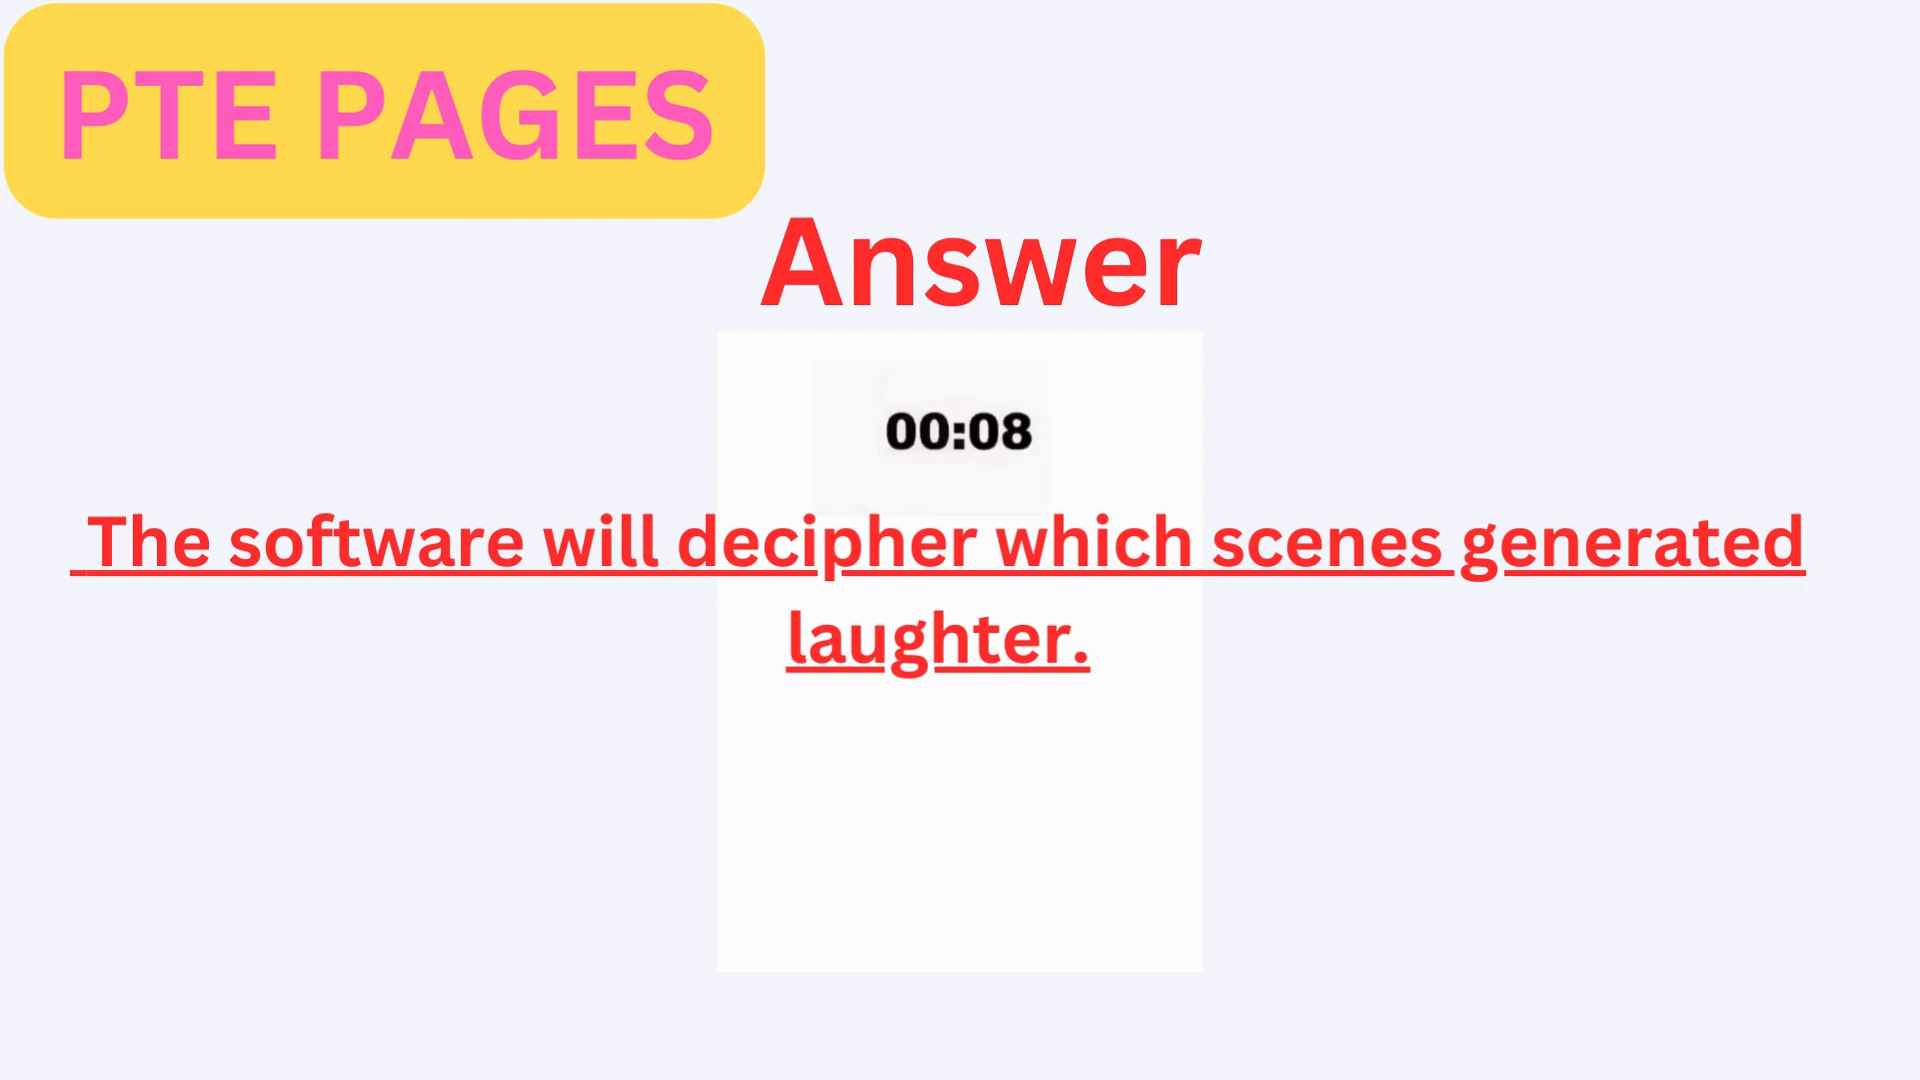 PTE PAGES
Answer
00:08
The software will decipher which scenes generated
laughter.